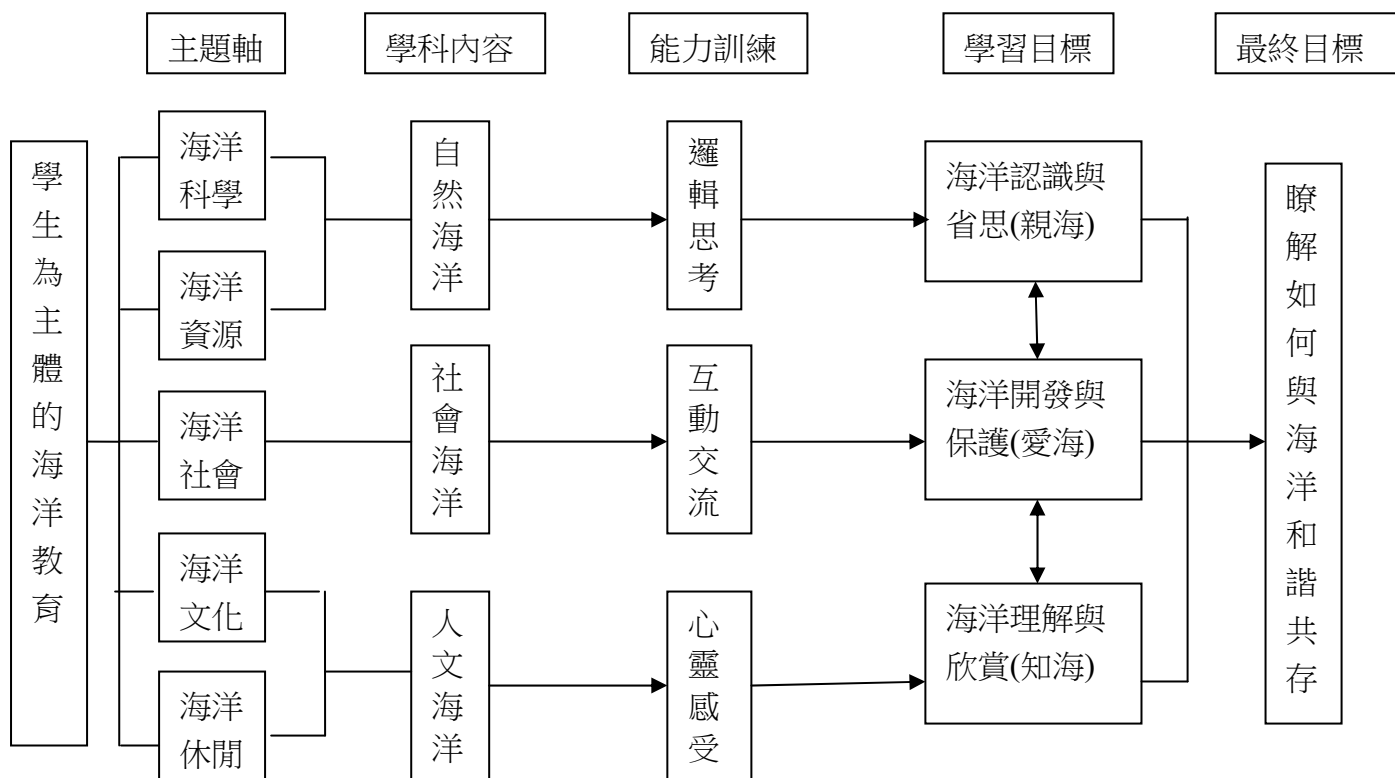 主題軸
學科內容
能力訓練
學習目標
最終目標
學生為主體的海洋教育
海洋
科學
海洋
資源
海洋
社會
海洋
文化
海洋
休閒
自然海洋
社會海洋
人文海洋
邏輯思考
互動交流
心靈感受
海洋認識與
省思(親海)
海洋開發與
保護(愛海)
海洋理解與
欣賞(知海)
瞭解如何與海洋和諧共存